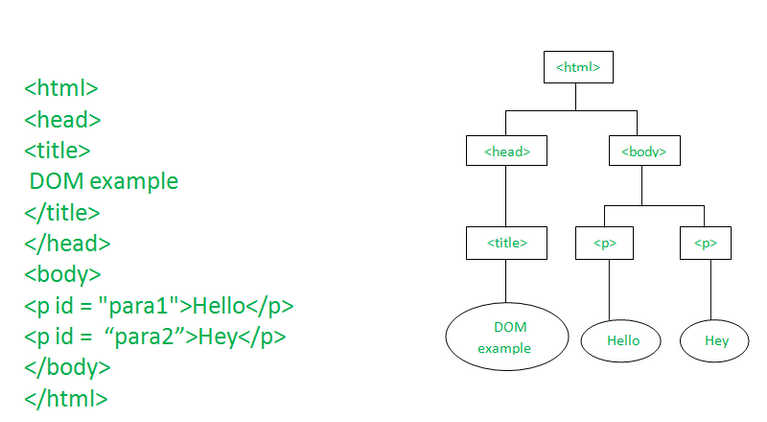 <html>
<head>
<title>
DOM example
</title>
</head>
<body>
<p id = "para1">Hello</p>
<p id =  “para2”>Hey</p>
</body>
</html>
<html>
<head>
<body>
<title>
<p>
<p>
DOM
example
Hello
Hey